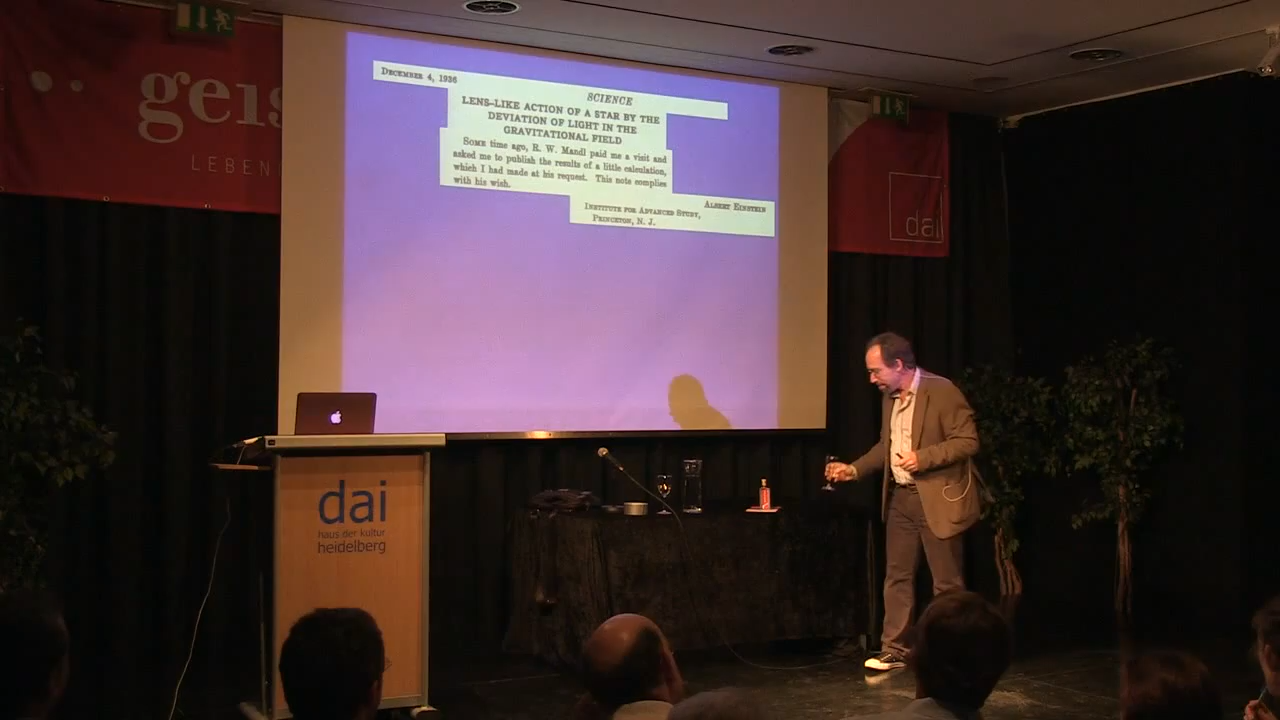 geis
LEBEN
DECEMBER 4, 1936
SCIENCE
LENS-LIKE ACTION OF A STAR BY THE
DEVIATION OF LIGHT IN THE
GRAVITATIONAL FIELD
SOME time ago, R. W. Mandl paid me a visit and
asked me to publish the results of a little calculation,
which I had made at his request. This note complies
with his wish.
ALBERT EINSTEIN
INSTITUTE FOR ADVANCED STUDY,
PRINCETON, N. J.
dai
dai
haus der kultur
heidelberg